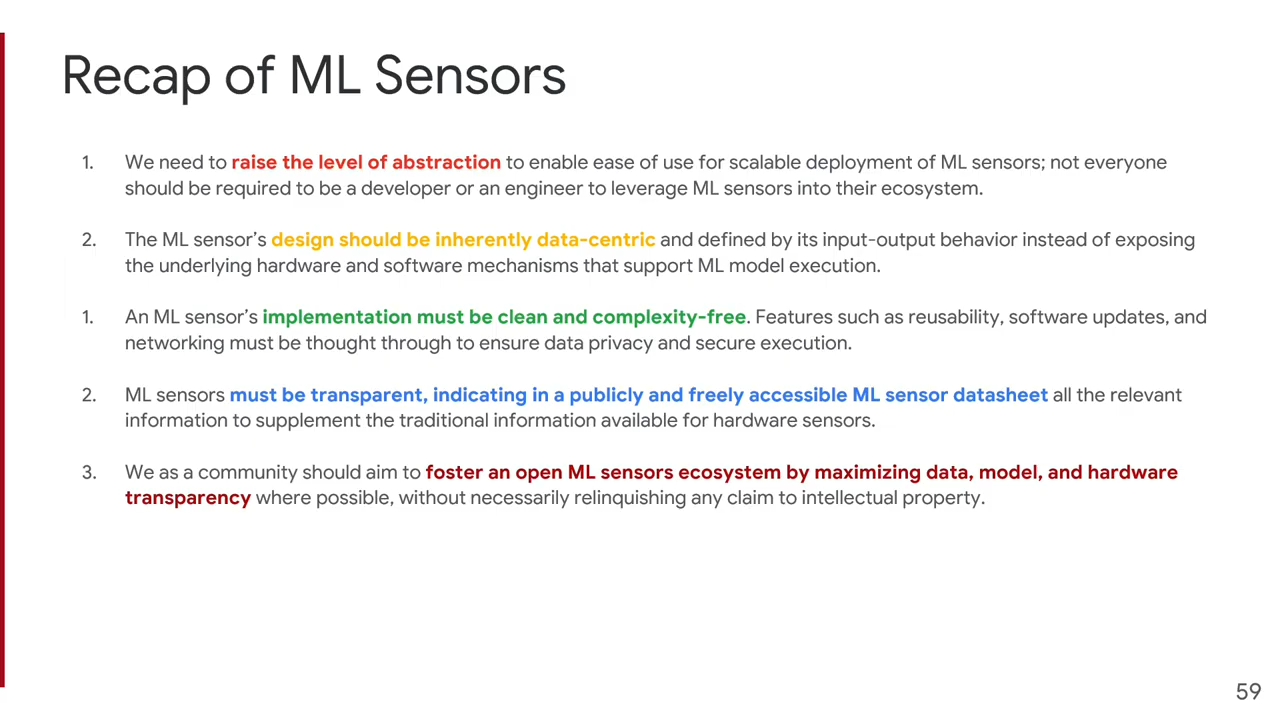 Recap of ML Sensors
1. We need to raise the level of abstraction to enable ease of use for scalable deployment of ML sensors; not everyone
should be required to be a developer or an engineer to leverage ML sensors into their ecosystem.
2. The ML sensor’s design should be inherently data-centric and defined by its input-output behavior instead of exposing
the underlying hardware and software mechanisms that support ML model execution.
1. An ML sensor’s implementation must be clean and complexity-free. Features such as reusability, software updates, and
networking must be thought through to ensure data privacy and secure execution.
2. ML sensors must be transparent, indicating in a publicly and freely accessible ML sensor datasheet all the relevant
information to supplement the traditional information available for hardware sensors.
3. We as a community should aim to foster an open ML sensors ecosystem by maximizing data, model, and hardware
transparency where possible, without necessarily relinquishing any claim to intellectual property.
59